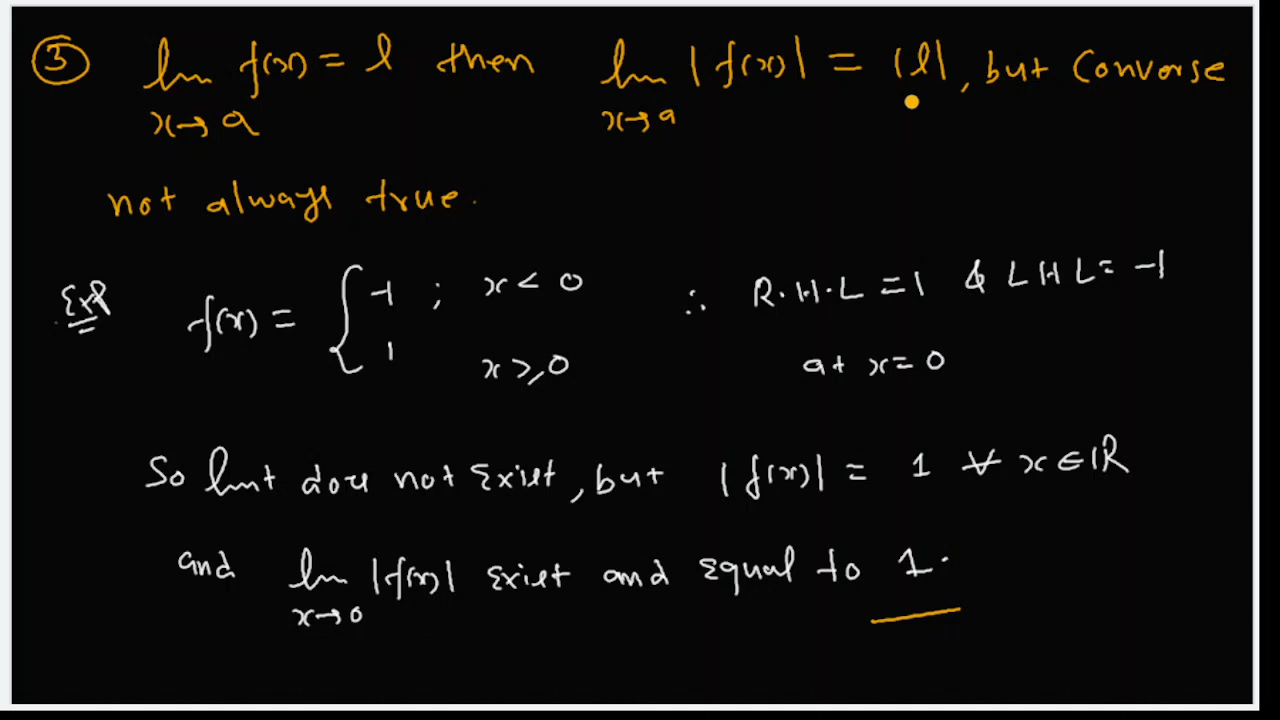 ③ lim f(x) = l then lim |f(x)| = |l|, but Converse
x→a x→a
not always true.
Exp f(x) = { -1 ; x < 0 ∴ R.H.L = 1 & L H L = -1
1 x ≥ 0 at x = 0
So limit does not Exist, but |f(x)| = 1 ∀ x ∈ ℝ
and lim |f(x)| exist and equal to 1.
x→0